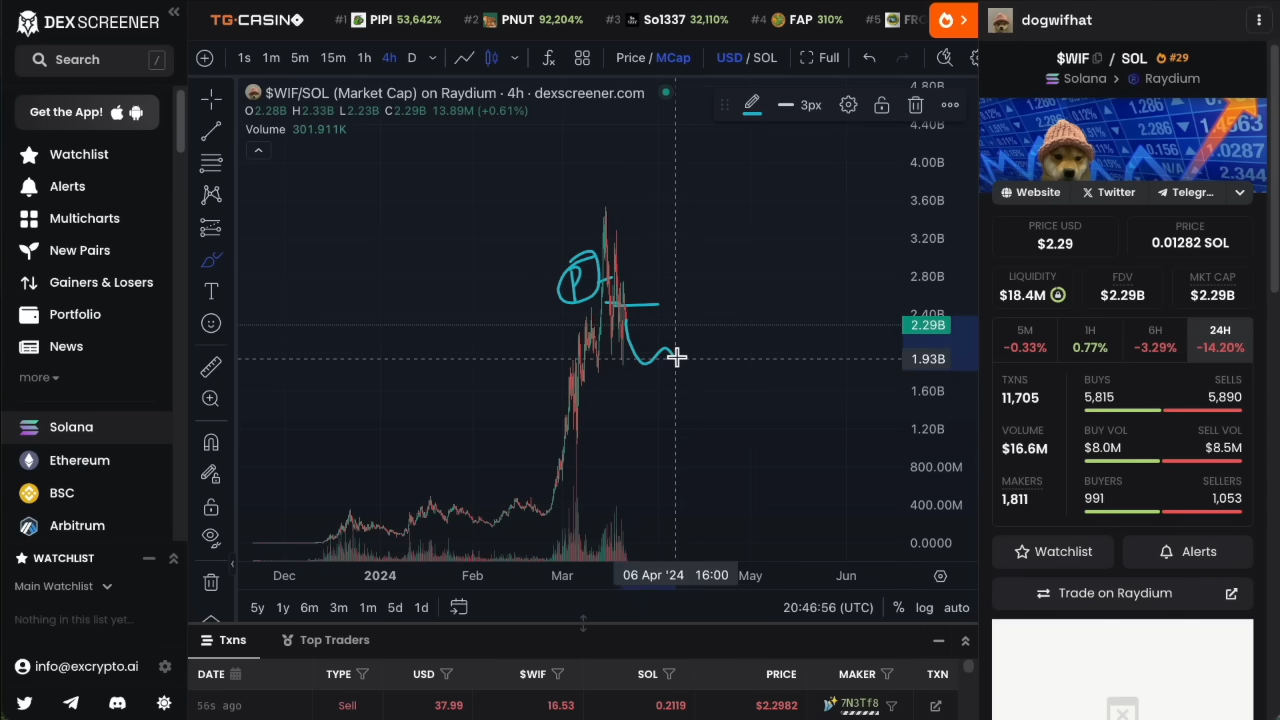 DEX SCREENER
Search /
Get the App!
Watchlist
Alerts
Multicharts
New Pairs
Gainers & Losers
Portfolio
News
more
Solana
Ethereum
BSC
Arbitrum
WATCHLIST
Main Watchlist
Nothing in this list yet...
info@excrypto.ai
TG.CASINO #1 PIPI 53,642% #2 PNUT 92,204% #3 So1337 32,110% #4 FAP 310% #5
1s 1m 5m 15m 1h 4h D Price / MCap USD / SOL Full
$WIF/SOL (Market Cap) on Raydium · 4h · dexscreener.com
O2.28B H2.33B L2.23B C2.29B 13.89M (+0.61%)
Volume 301.911K
3px
P
4.80B
4.40B
4.00B
3.60B
3.20B
2.80B
2.40B
2.29B
1.93B
1.60B
1.20B
800.00M
400.00M
0.0000
Dec 2024 Feb Mar 06 Apr '24 16:00 May Jun
5y 1y 6m 3m 1m 5d 1d 20:46:56 (UTC) % log auto
Txns Top Traders
DATE TYPE USD $WIF SOL PRICE MAKER TXN
56s ago Sell 37.99 16.53 0.2119 $2.2982 7N3Tf8
dogwifhat
$WIF / SOL #29
Solana > Raydium
Website Twitter Telegr...
PRICE USD
$2.29
PRICE
0.01282 SOL
LIQUIDITY
$18.4M
FDV
$2.29B
MKT CAP
$2.29B
5M
-0.33%
1H
0.77%
6H
-3.29%
24H
-14.20%
TXNS
11,705
BUYS
5,815
SELLS
5,890
VOLUME
$16.6M
BUY VOL
$8.0M
SELL VOL
$8.5M
MAKERS
1,811
BUYERS
991
SELLERS
1,053
Watchlist Alerts
Trade on Raydium